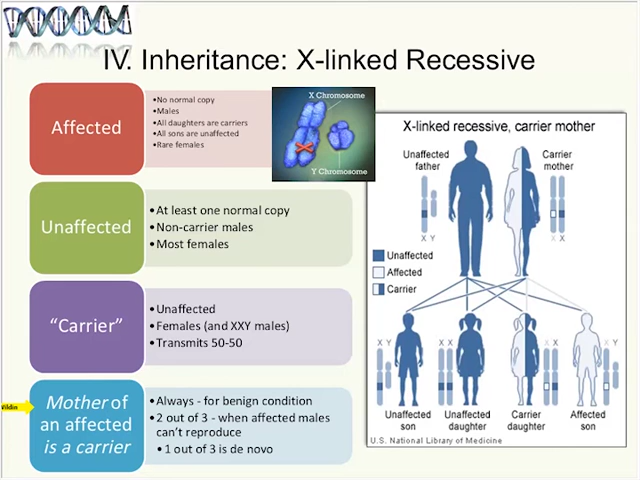 IV. Inheritance: X-linked Recessive
Affected
•No normal copy
•Males
•All daughters are carriers
•All sons are unaffected
•Rare females
X Chromosome
Y Chromosome
Unaffected
•At least one normal copy
•Non-carrier males
•Most females
"Carrier"
•Unaffected
•Females (and XXY males)
•Transmits 50-50
Mother of
an affected
is a carrier
•Always - for benign condition
•2 out of 3 - when affected males
can't reproduce
•1 out of 3 is de novo
X-linked recessive, carrier mother
Unaffected
father
Carrier
mother
X Y
X X
Unaffected
Affected
Carrier
X Y
X X
X X
X Y
Unaffected
son
Unaffected
daughter
Carrier
daughter
Affected
son
U.S. National Library of Medicine